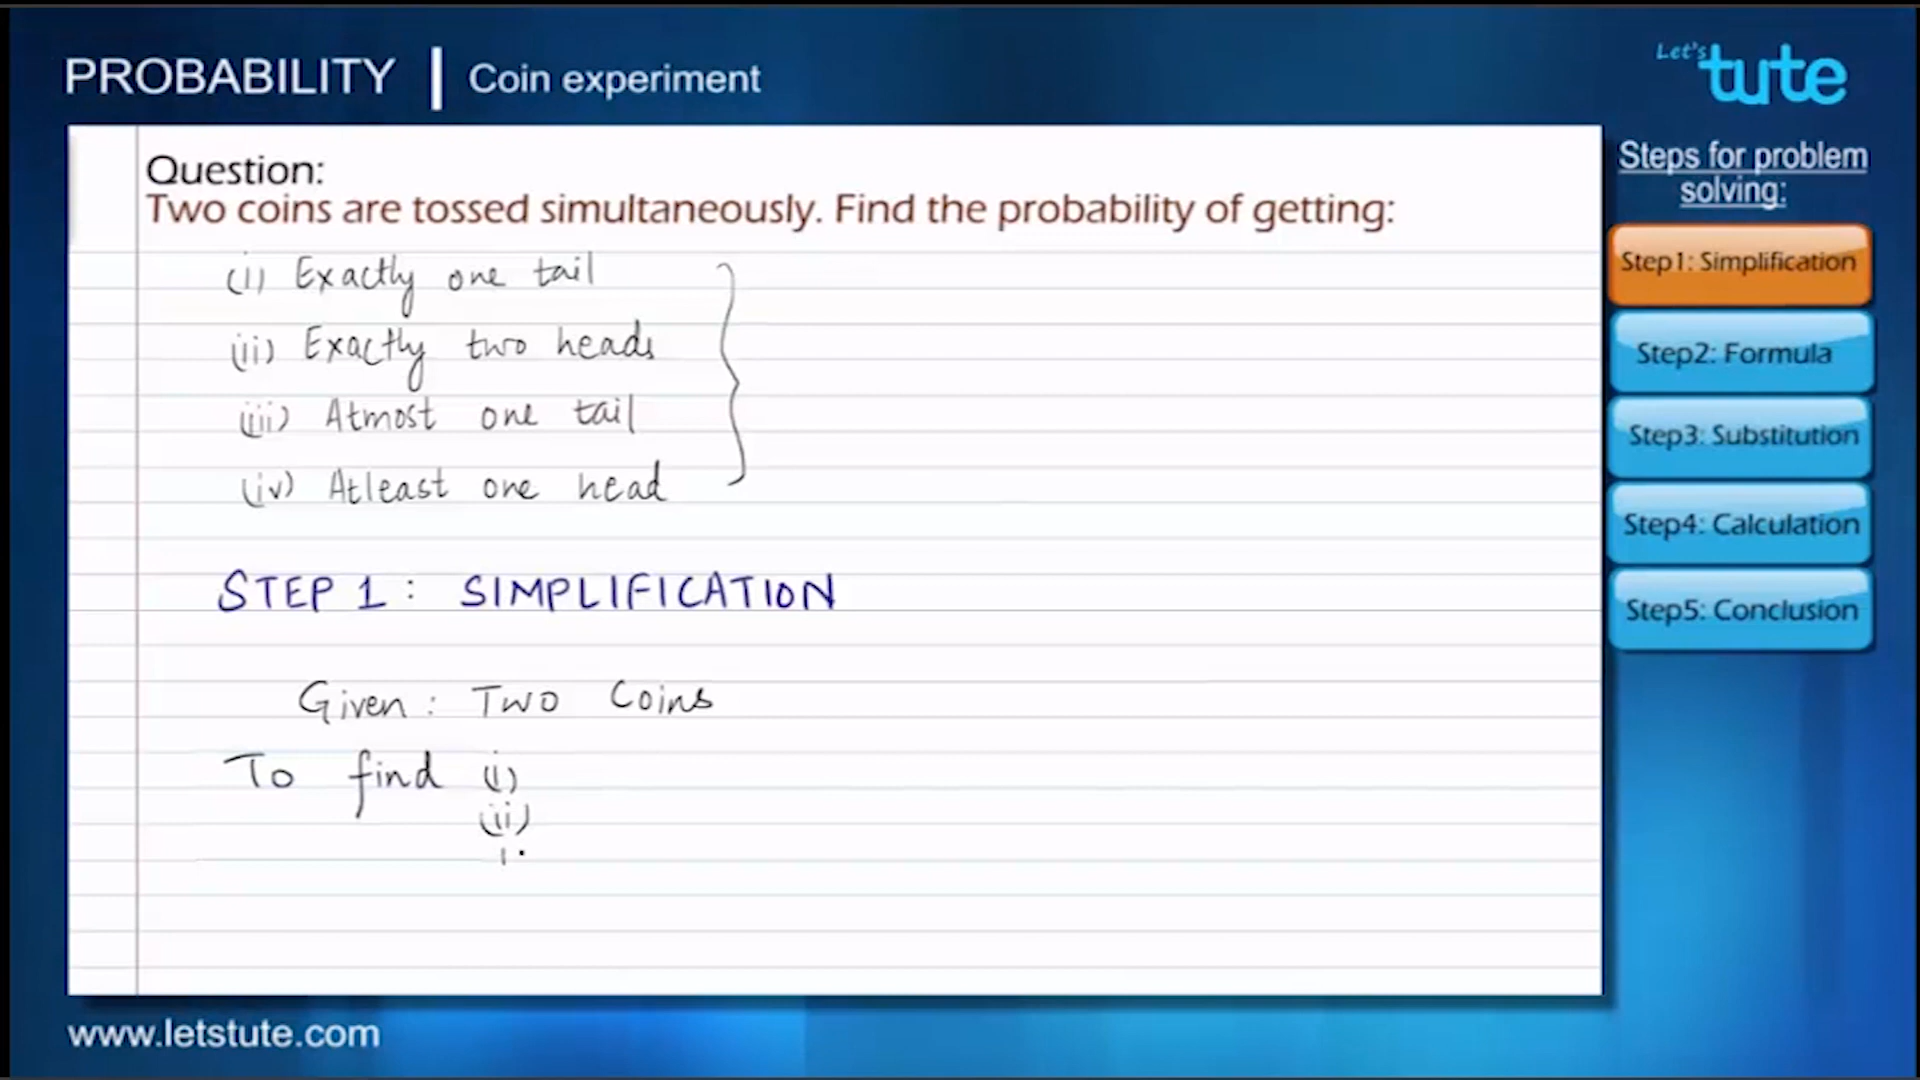 PROBABILITY | Coin experiment
Let's tute
Question:
Two coins are tossed simultaneously. Find the probability of getting:
(i) Exactly one tail
(ii) Exactly two heads
(iii) Atmost one tail
(iv) Atleast one head
STEP 1 : SIMPLIFICATION
Given : Two Coins
To find (i)
(ii)
Steps for problem
solving:
Step1: Simplification
Step2: Formula
Step3: Substitution
Step4: Calculation
Step5: Conclusion
www.letstute.com